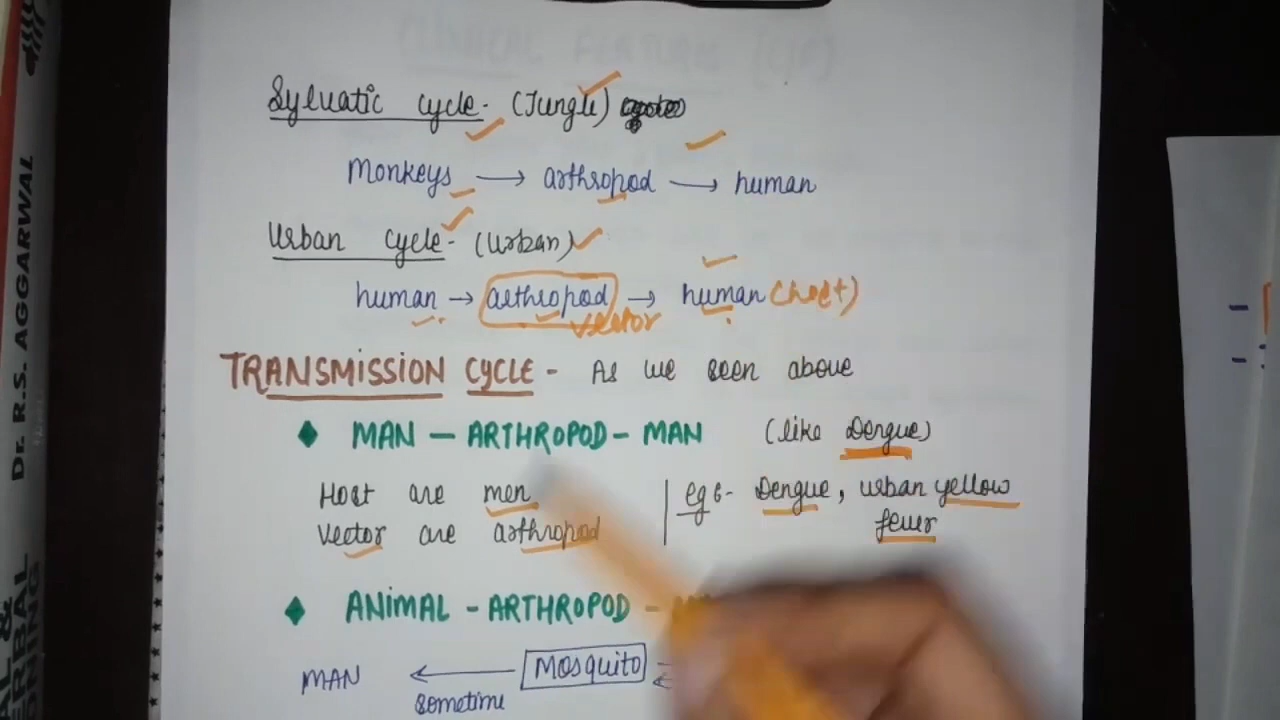 Sylvatic cycle- (Jungle)
Monkeys → arthropod → human
Urban cycle- (Urban)
human → arthropod → human (host)
vector
TRANSMISSION CYCLE - As we seen above
◆ MAN - ARTHROPOD - MAN (like Dengue)
Host are men
Vector are arthropod
eg:- Dengue, urban yellow
fever
◆ ANIMAL - ARTHROPOD -
MAN ← Mosquito
sometime
Dr. R.S. AGGARWAL